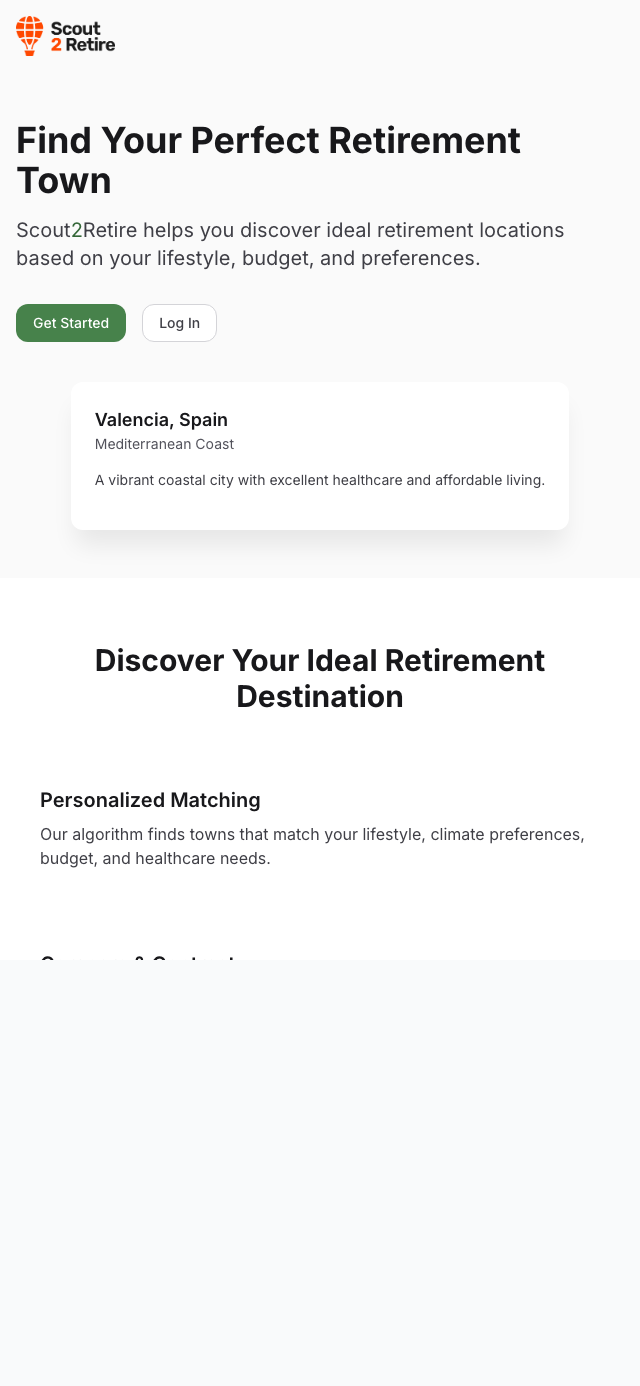 Scout
2 Retire
Find Your Perfect Retirement
Town
Scout2Retire helps you discover ideal retirement locations
based on your lifestyle, budget, and preferences.
Get Started
Log In
Valencia, Spain
Mediterranean Coast
A vibrant coastal city with excellent healthcare and affordable living.
Discover Your Ideal Retirement
Destination
Personalized Matching
Our algorithm finds towns that match your lifestyle, climate preferences,
budget, and healthcare needs.